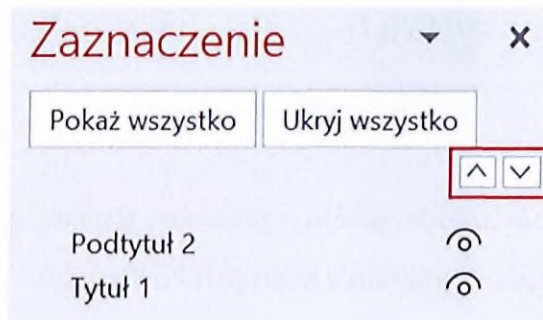 Zaznaczenie
Pokaż wszystko Ukryj wszystko
Podtytuł 2
Tytuł 1